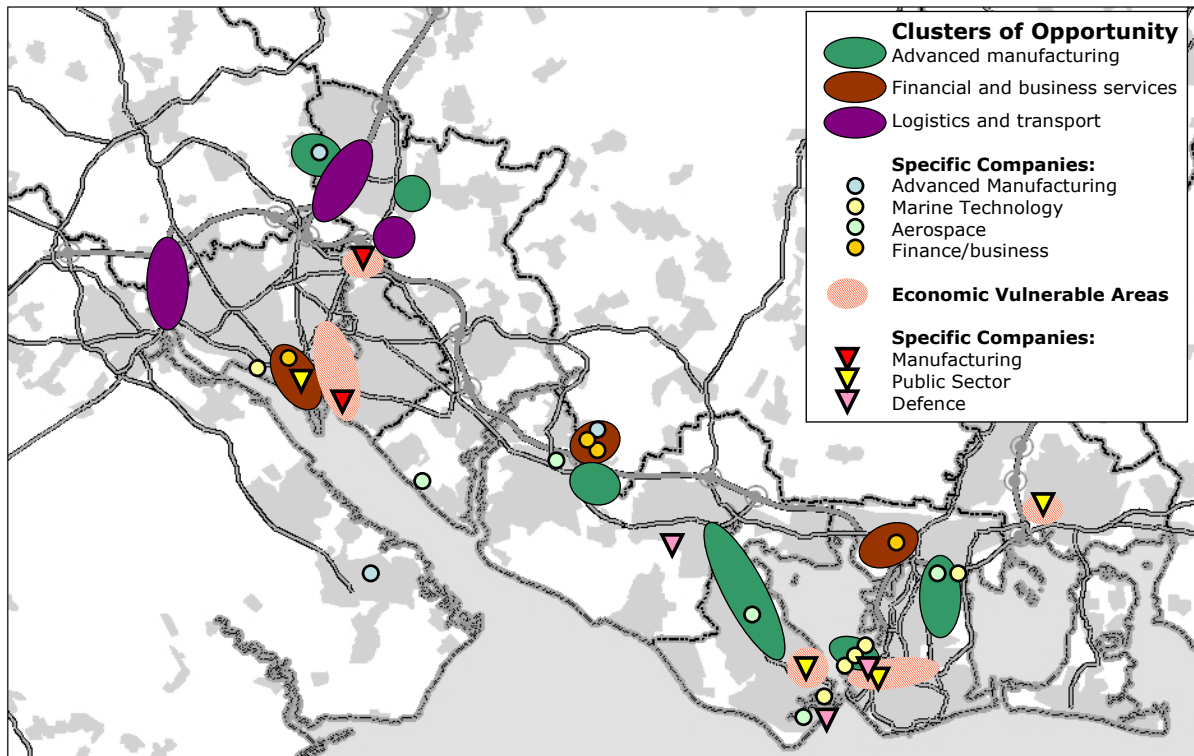 Clusters of Opportunity
Advanced manufacturing
Financial and business services
Logistics and transport
Specific Companies:
Advanced Manufacturing
Marine Technology
Aerospace
Finance/business
Economic Vulnerable Areas
Specific Companies:
Manufacturing
Public Sector
Defence